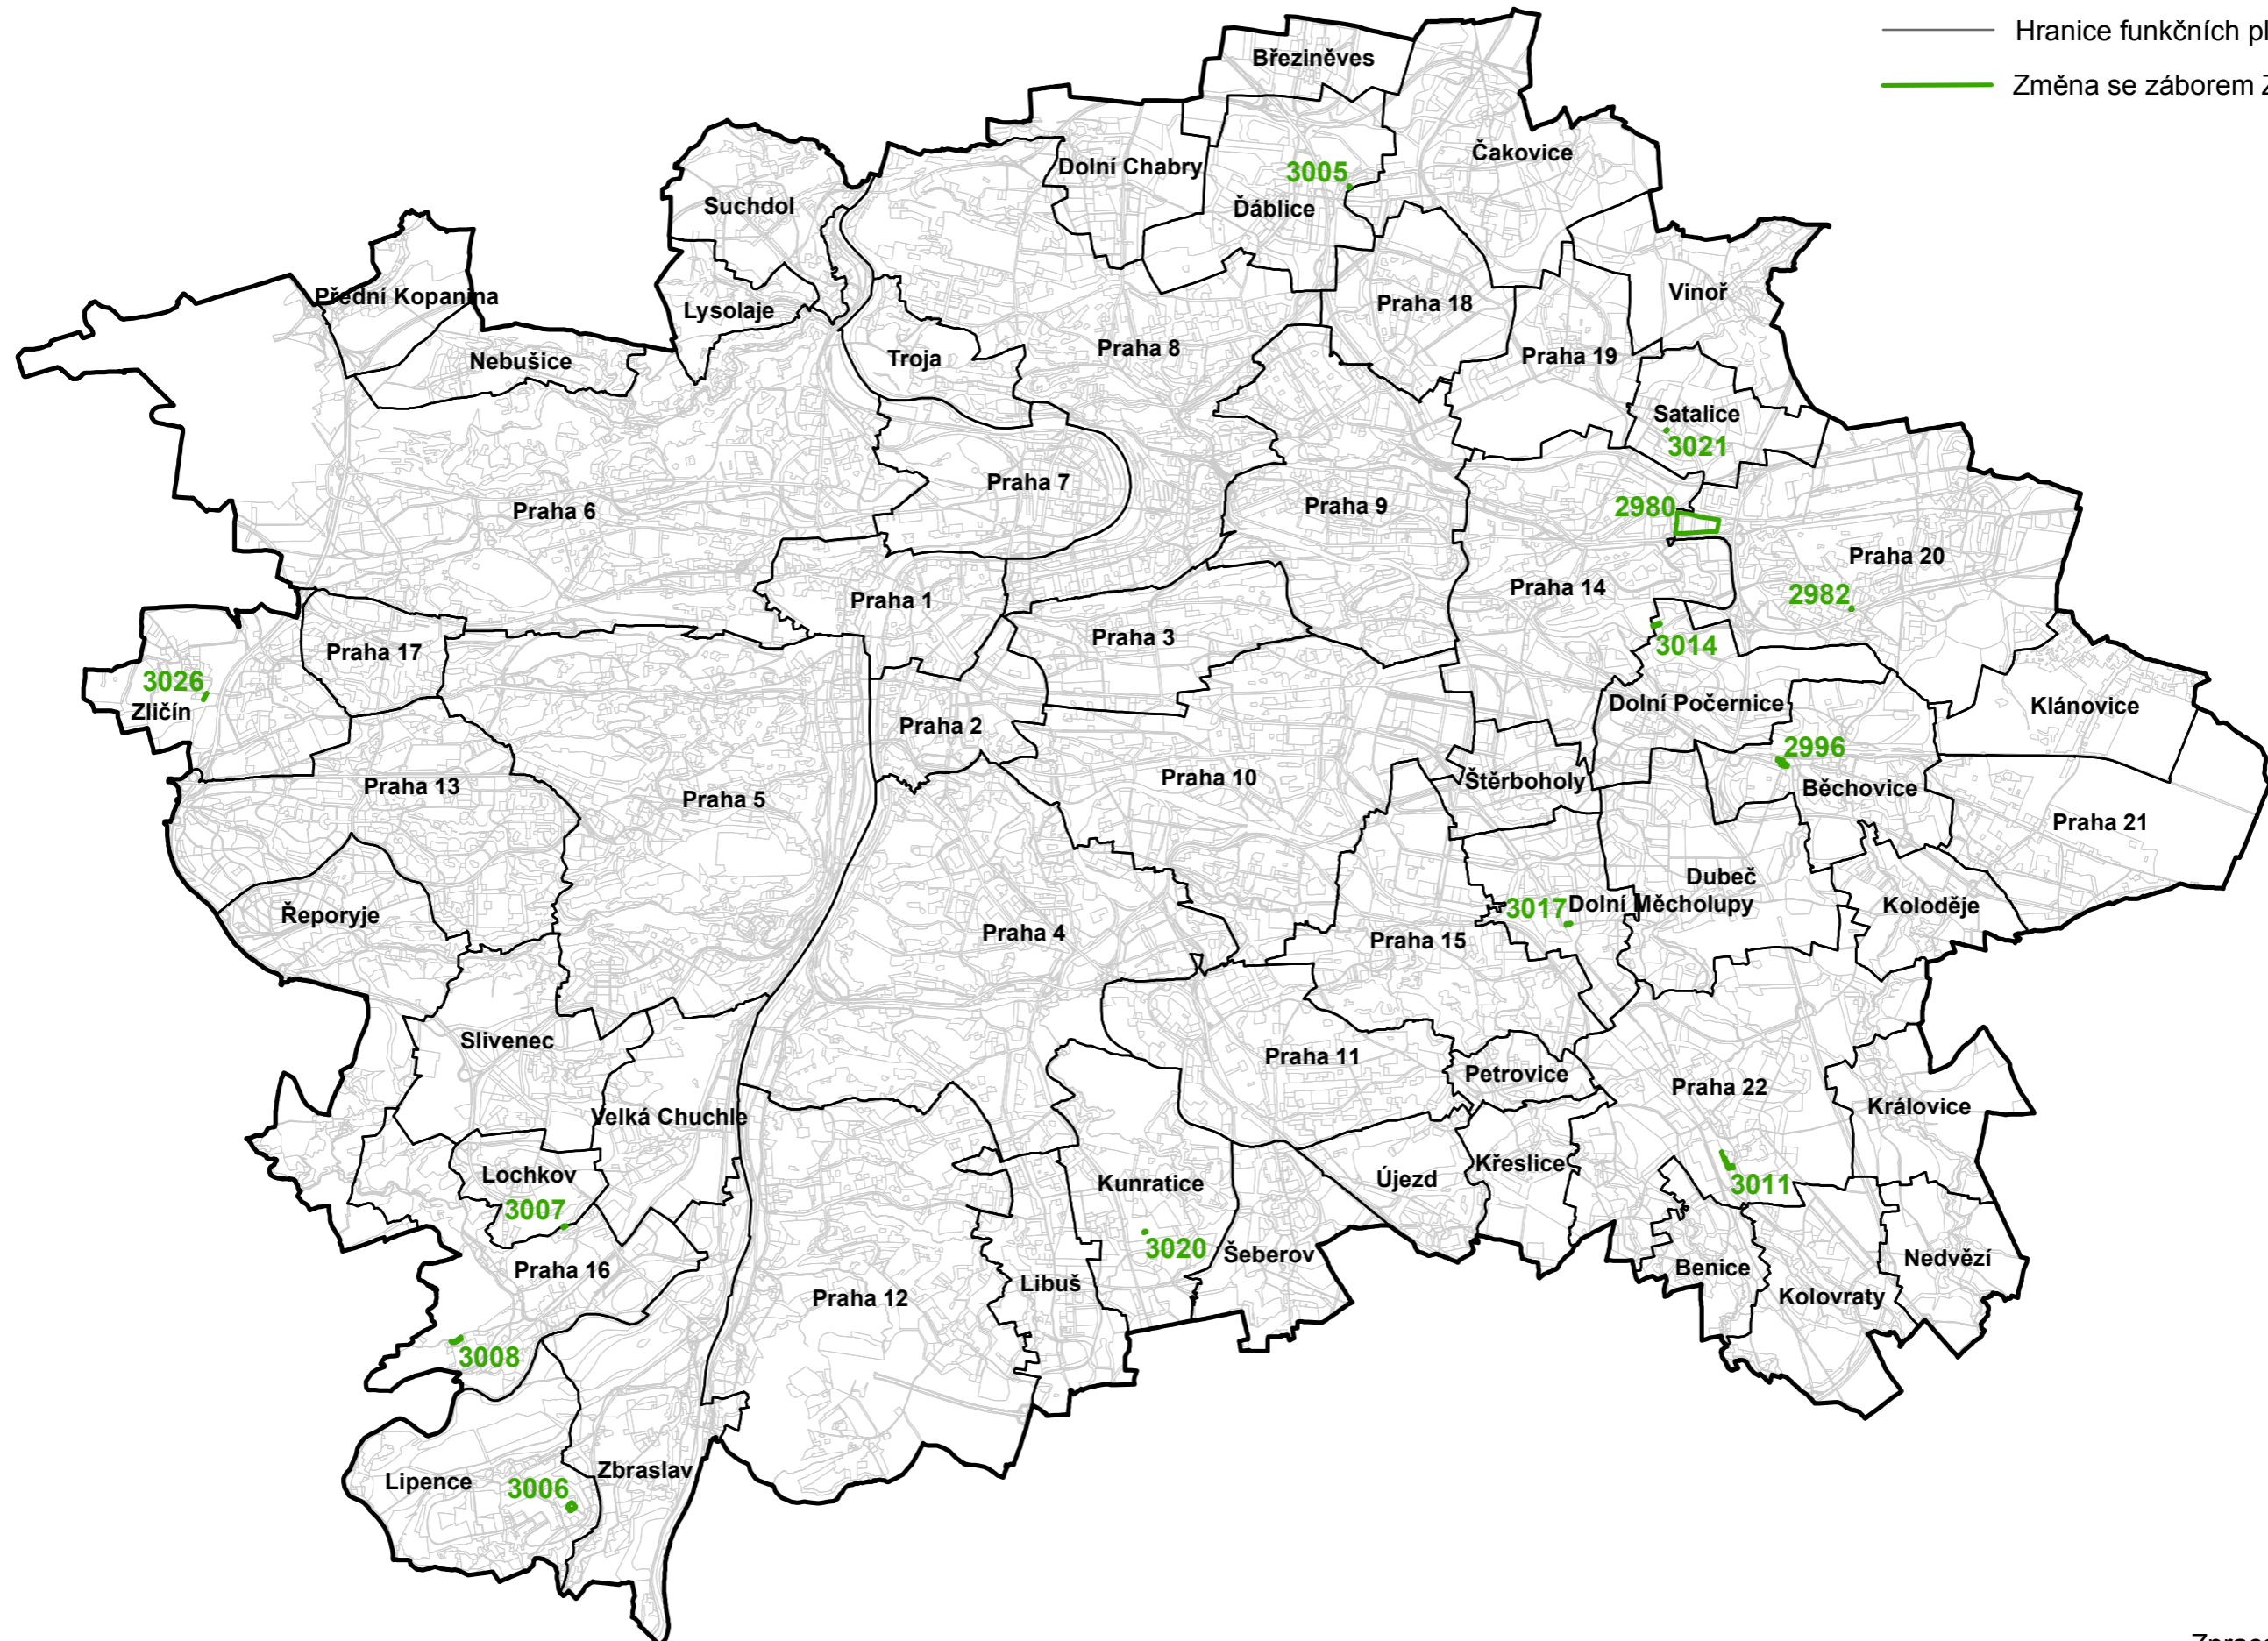 Hranice funkčních pl
Změna se záborem Z
Březiněves
Dolní Chabry
Čakovice
3005
Suchdol
Ďáblice
Přední Kopanina
Lysolaje
Vinoř
Praha 18
Nebušice
Troja
Praha 8
Praha 19
Satalice
3021
Praha 7
Praha 6
Praha 9
2980
Praha 20
Praha 14
2982
Praha 1
Praha 3
3014
Praha 17
3026
Zličín
Dolní Počernice
Klánovice
Praha 2
2996
Praha 13
Praha 5
Praha 10
Štěrboholy
Běchovice
Praha 21
Dubeč
Řeporyje
3017
Dolní Měcholupy
Koloděje
Praha 4
Praha 15
Slivenec
Praha 11
Petrovice
Praha 22
Královice
Velká Chuchle
Lochkov
Kunratice
Křeslice
Újezd
3011
3007
3020
Šeberov
Praha 16
Libuš
Benice
Nedvězí
Praha 12
Kolovraty
3008
Lipence
3006
Zbraslav